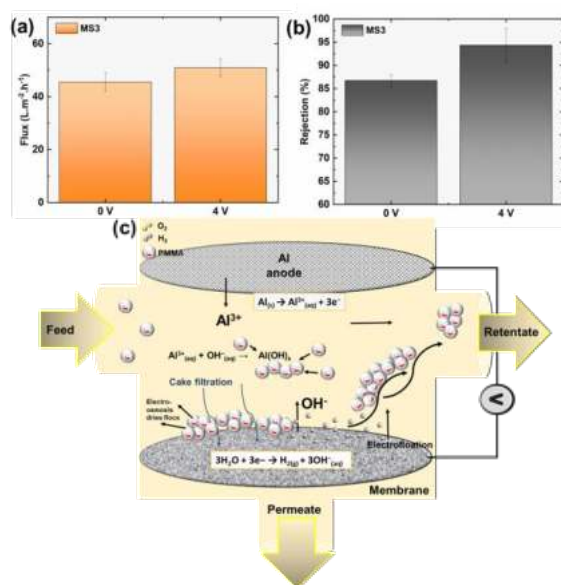 (a)
MS3
60
40
20
0
Flux (L.m⁻².h⁻¹)
0 V
4 V
(b)
MS3
100
95
90
85
80
75
70
65
60
Rejection (%)
0 V
4 V
(c)
O₂
H₂
PMMA
Al
anode
Al₍ₛ₎ → Al³⁺₍aq₎ + 3e⁻
Feed
Al³⁺
Retentate
Al³⁺₍aq₎ + OH⁻₍aq₎ → Al(OH)ₓ
Cake filtration
Electro-
osmosis
dries flocs
OH⁻
V
Electroflotation
3H₂O + 3e− → H₂₍g₎ + 3OH⁻₍aq₎
Membrane
Permeate